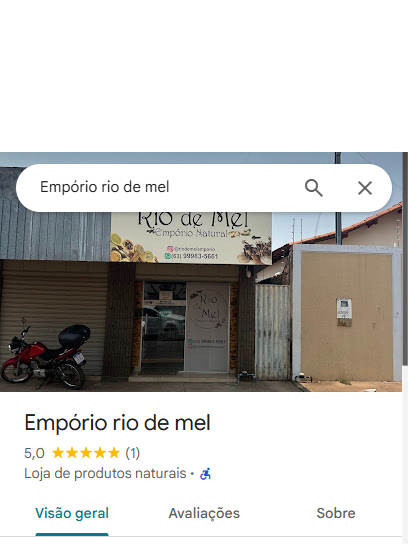 Empório rio de mel
Rio de Mel
Empório Natural
@riodemelemporio
(63) 99983-5661
Rio
de
Mel
Empório rio de mel
5,0 (1)
Loja de produtos naturais ·
Visão geral Avaliações Sobre